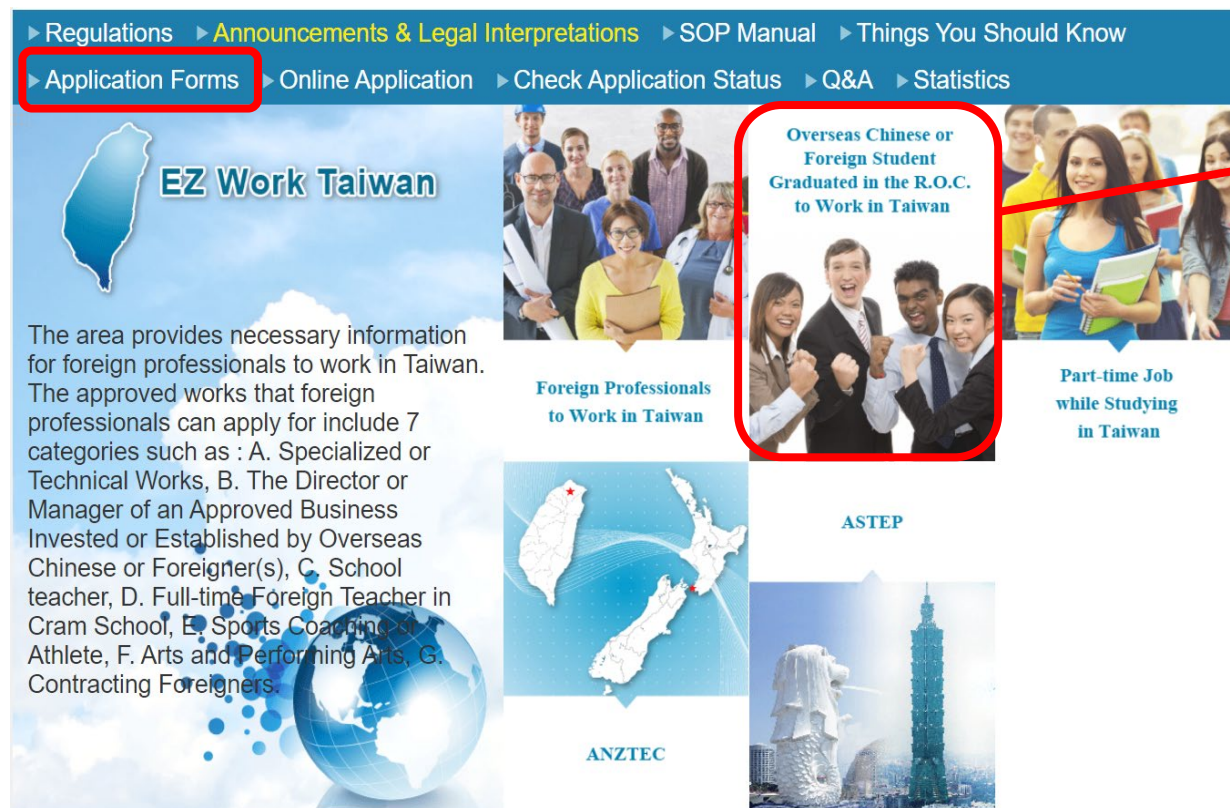 Regulations Announcements & Legal Interpretations SOP Manual Things You Should Know
Application Forms Online Application Check Application Status Q&A Statistics
EZ Work Taiwan
The area provides necessary information
for foreign professionals to work in Taiwan.
The approved works that foreign
professionals can apply for include 7
categories such as : A. Specialized or
Technical Works, B. The Director or
Manager of an Approved Business
Invested or Established by Overseas
Chinese or Foreigner(s), C. School
teacher, D. Full-time Foreign Teacher in
Cram School, E. Sports Coaching or
Athlete, F. Arts and Performing Arts, G.
Contracting Foreigners.
Foreign Professionals
to Work in Taiwan
Overseas Chinese or
Foreign Student
Graduated in the R.O.C.
to Work in Taiwan
Part-time Job
while Studying
in Taiwan
ANZTEC
ASTEP